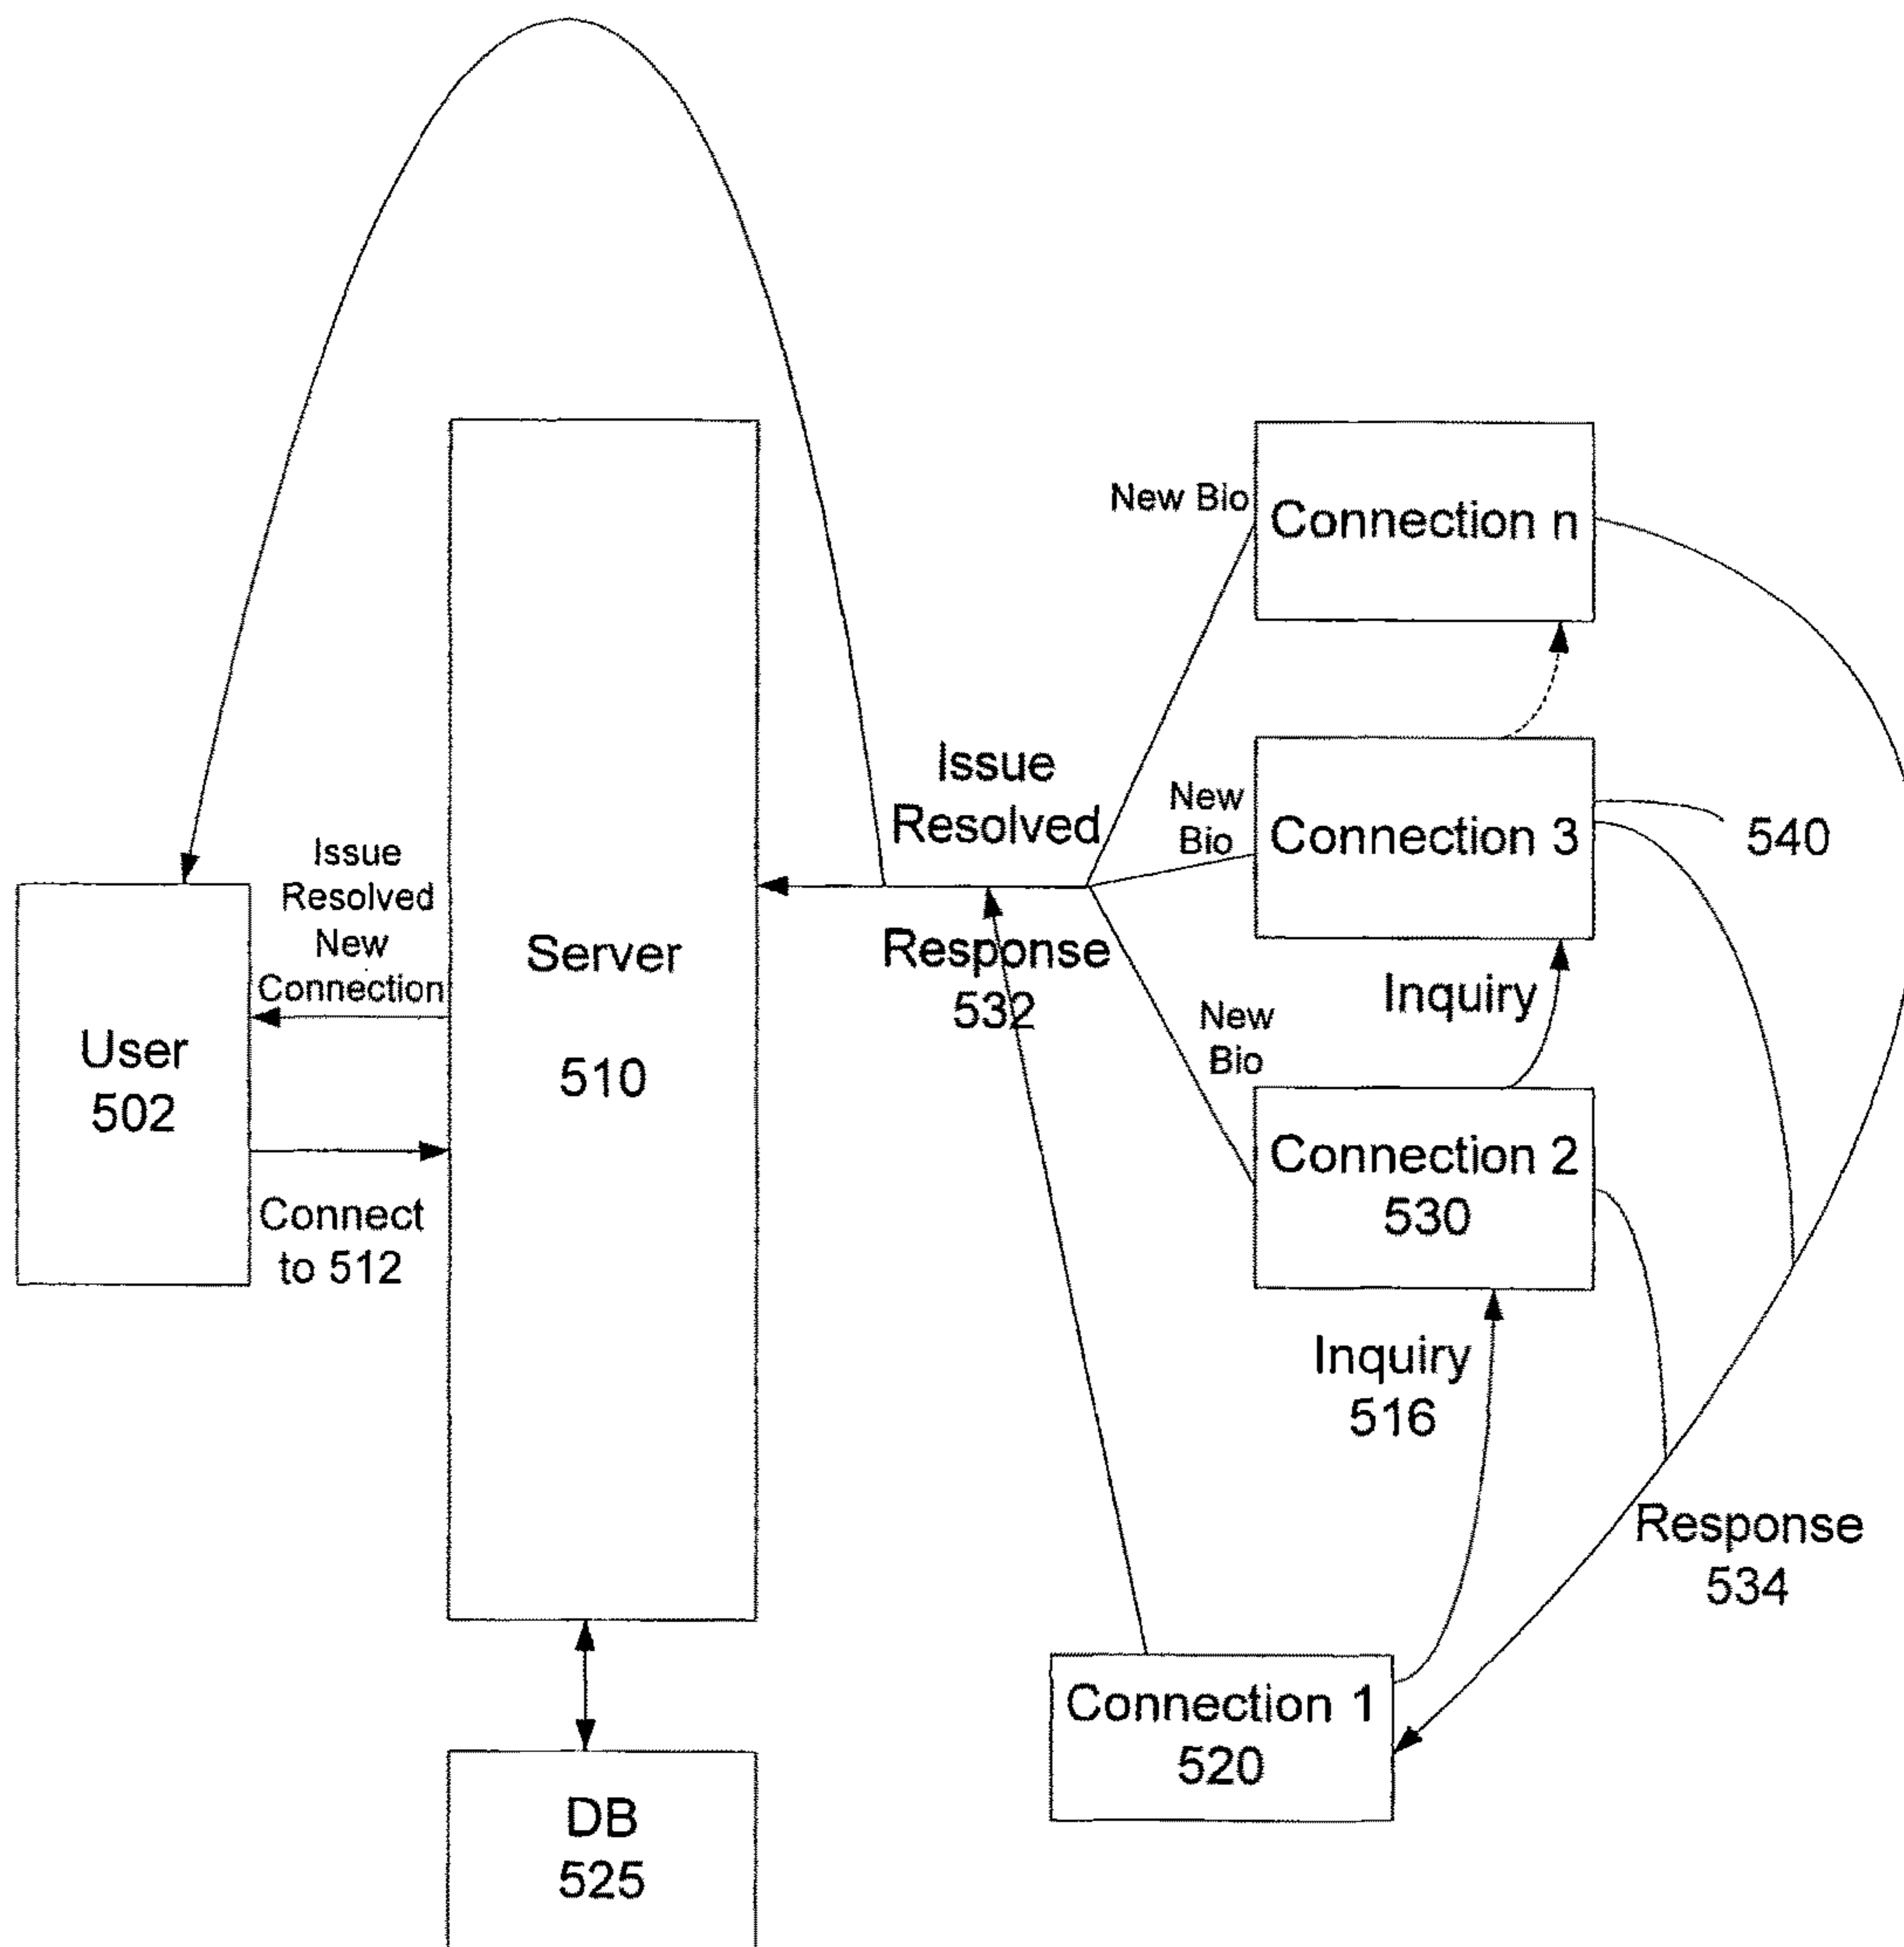 New Bio
Connection n
Issue
Resolved
New
Bio
Connection 3
540
Issue
Resolved
New
Connection
User
502
Server
510
Response
532
Inquiry
New
Bio
Connection 2
530
Connect
to 512
Inquiry
516
Response
534
Connection 1
520
DB
525